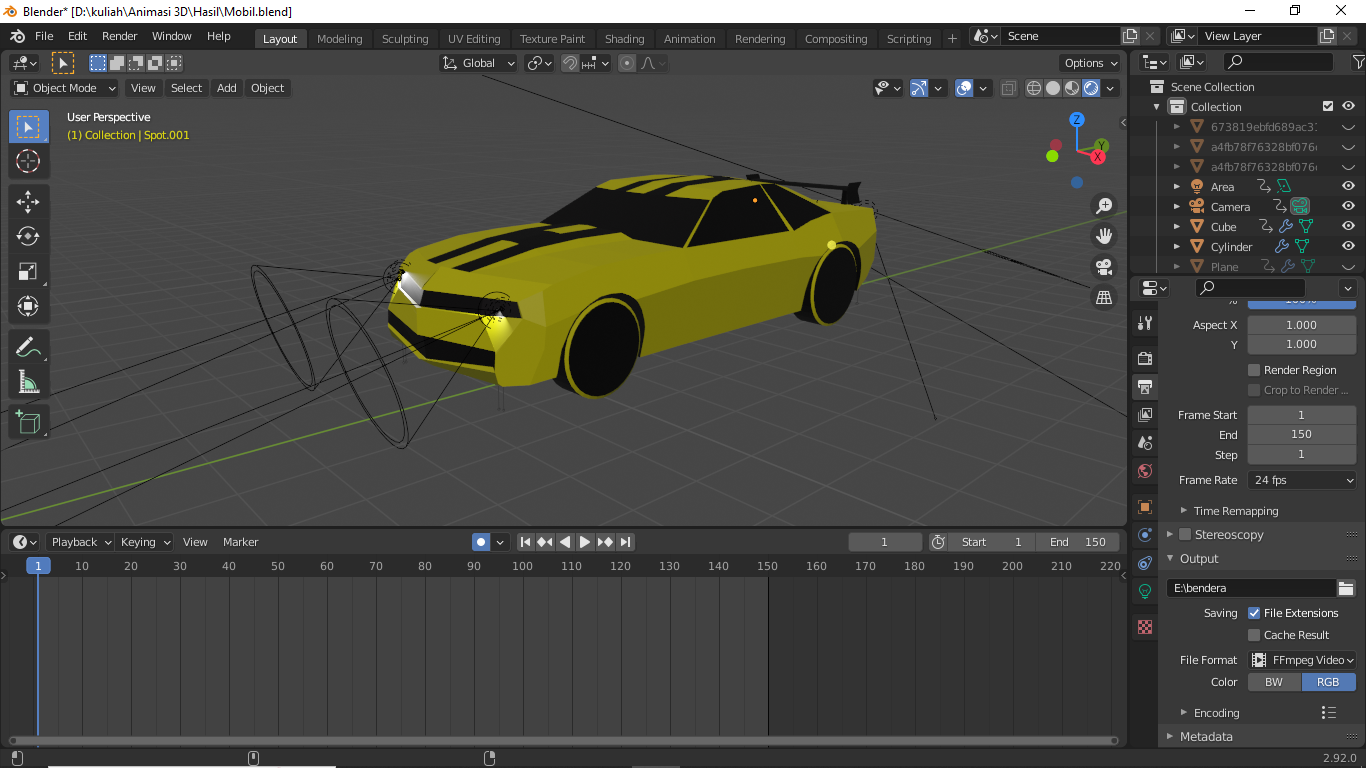 Blender* [D:\kuliah\Animasi 3D\Hasil\Mobil.blend]
File Edit Render Window Help Layout Modeling Sculpting UV Editing Texture Paint Shading Animation Rendering Compositing Scripting + Scene View Layer
Global Options
Object Mode View Select Add Object
User Perspective
(1) Collection | Spot.001
Z
Y
X
Scene Collection
Collection
673819ebfd689ac3
a4fb78f76328bf076
a4fb78f76328bf076
Area
Camera
Cube
Cylinder
Plane
%
Aspect X 1.000
Y 1.000
Render Region
Crop to Render ...
Frame Start 1
End 150
Step 1
Frame Rate 24 fps
Time Remapping
Stereoscopy
Output
E:\bendera
Saving File Extensions
Cache Result
File Format FFmpeg Video
Color BW RGB
Encoding
Metadata
Playback Keying View Marker 1 Start 1 End 150
1 10 20 30 40 50 60 70 80 90 100 110 120 130 140 150 160 170 180 190 200 210 220
2.92.0